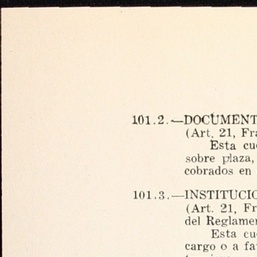 101.2.—DOCUMENT
(Art. 21, Fra
Esta cue
sobre plaza,
cobrados en
101.3.—INSTITUCIO
(Art. 21, Fr
del Reglamen
Esta cu
cargo o a fa